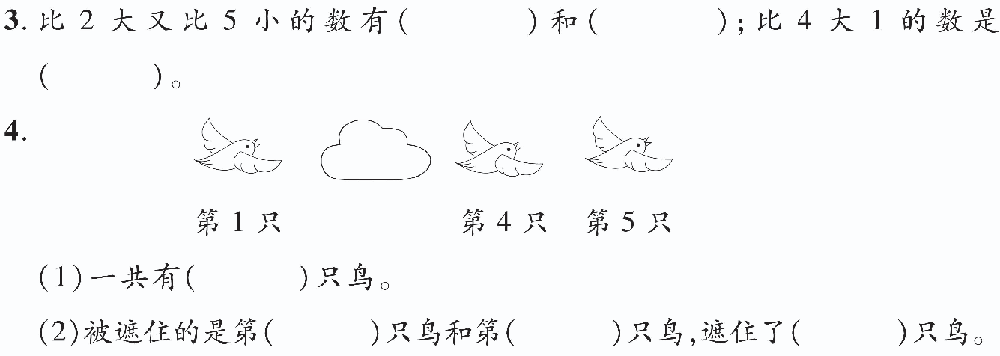 3. 比 2 大又比 5 小的数有(　　)和(　　);比 4 大 1 的数是
(　　)。
4.
第 1 只　第 4 只　第 5 只
(1)一共有(　　)只鸟。
(2)被遮住的是第(　　)只鸟和第(　　)只鸟,遮住了(　　)只鸟。